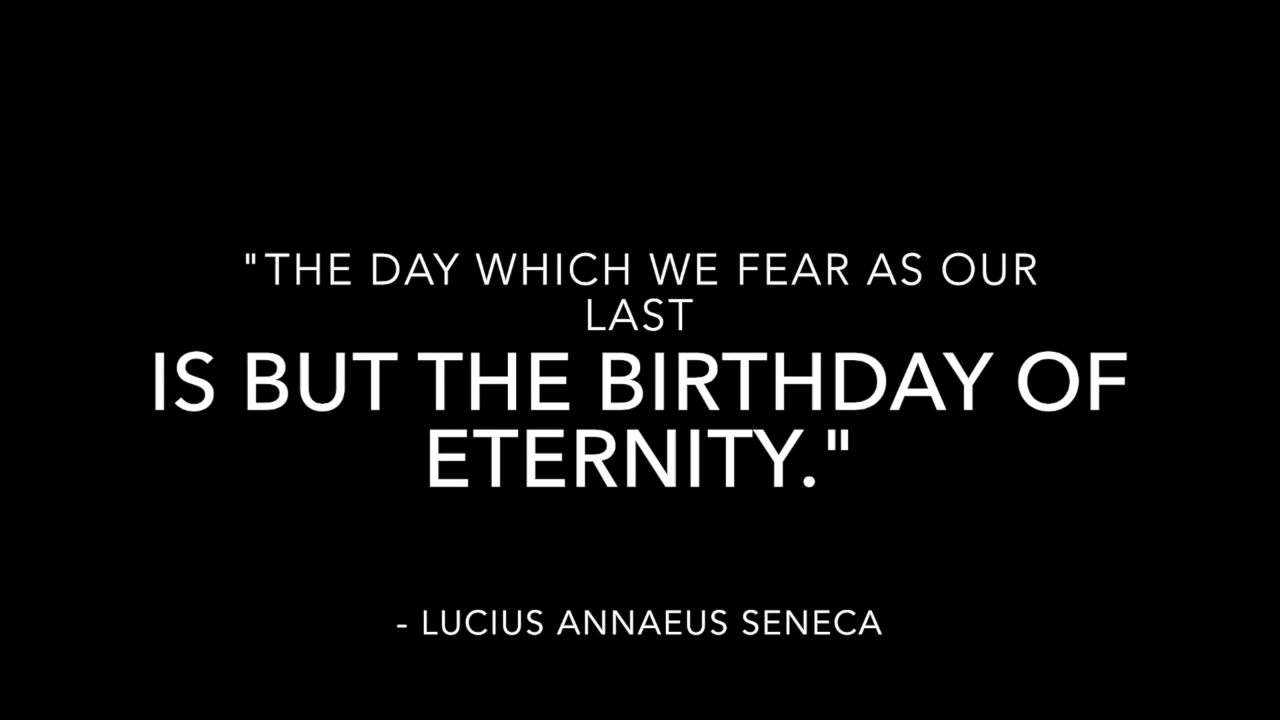 "THE DAY WHICH WE FEAR AS OUR
LAST
IS BUT THE BIRTHDAY OF
ETERNITY."
- LUCIUS ANNAEUS SENECA